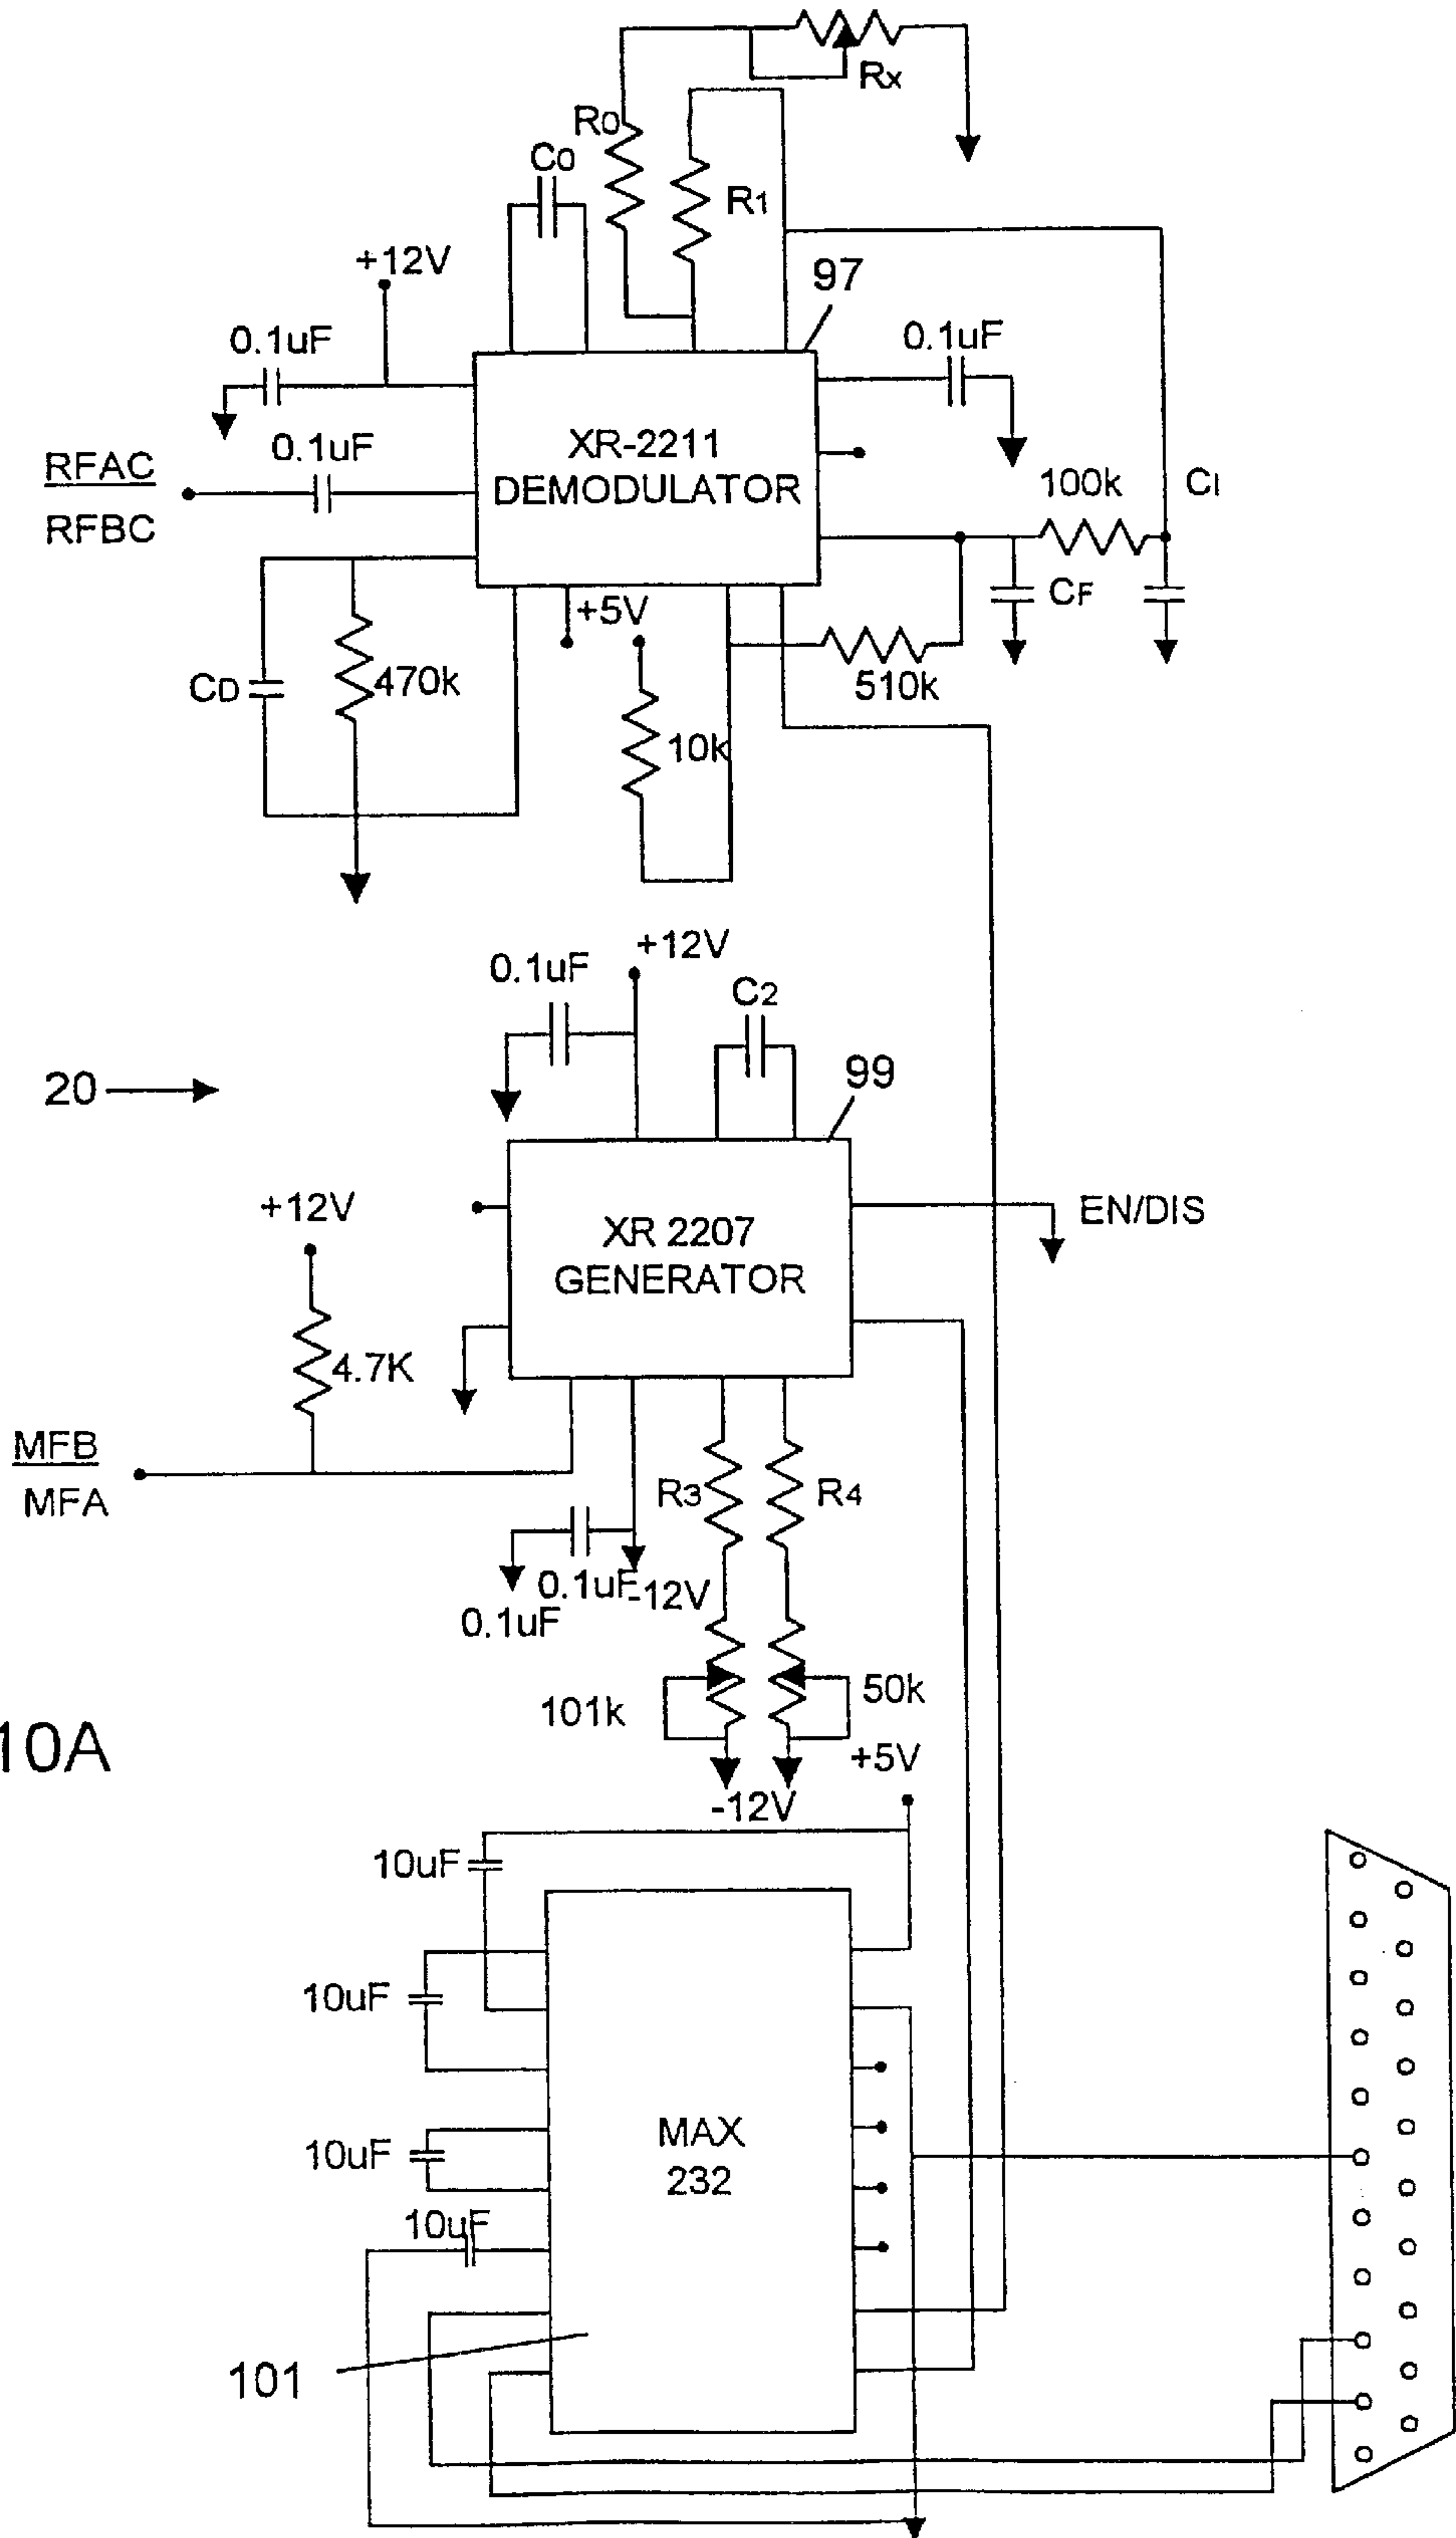 Rx
R0
C0
R1
+12V
97
0.1uF
0.1uF
RFAC
0.1uF
XR-2211
DEMODULATOR
RFBC
100k
CI
+5V
CF
CD
470k
510k
10k
+12V
0.1uF
C2
20
99
+12V
EN/DIS
XR 2207
GENERATOR
4.7K
MFB
MFA
R3
R4
0.1uF
-12V
0.1uF
101k
50k
10A
+5V
-12V
10uF
10uF
MAX
232
10uF
10uF
101